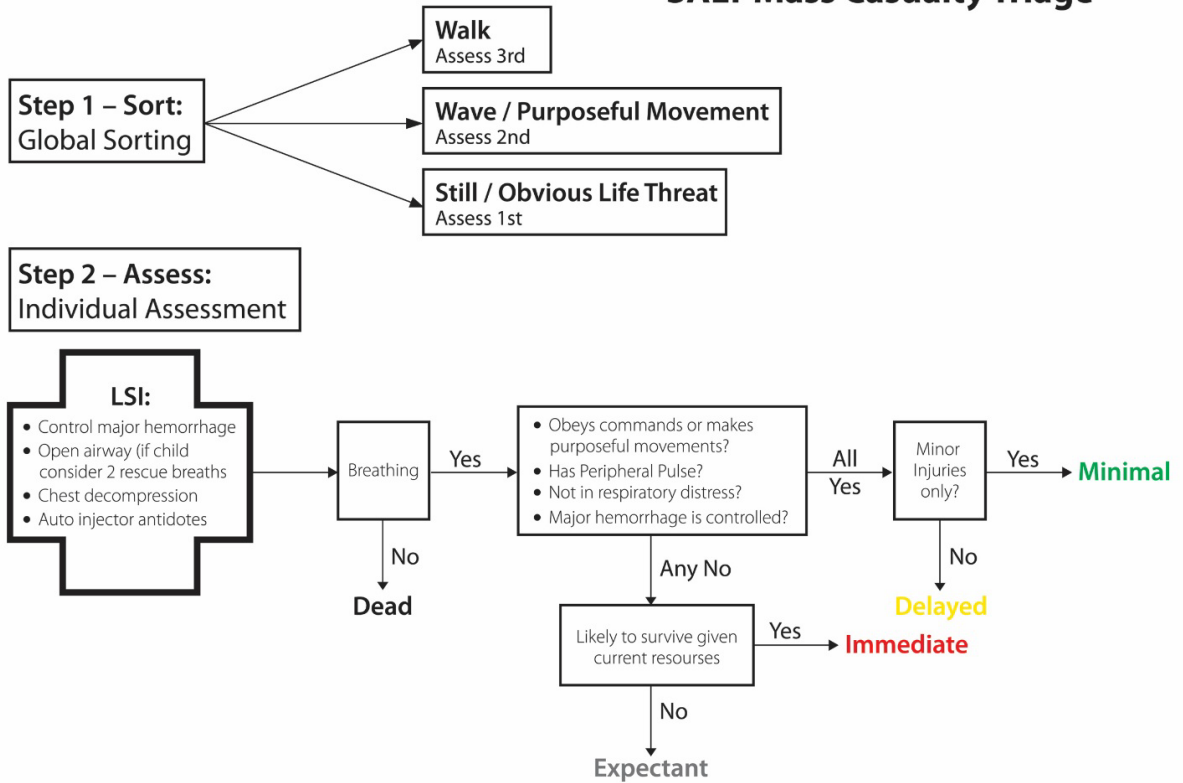 SALT Mass Casualty Triage
Walk
Assess 3rd
Step 1 – Sort:
Global Sorting
Wave / Purposeful Movement
Assess 2nd
Still / Obvious Life Threat
Assess 1st
Step 2 – Assess:
Individual Assessment
LSI:
• Control major hemorrhage
• Open airway (if child
consider 2 rescue breaths
• Chest decompression
• Auto injector antidotes
Breathing
Yes
No
Dead
• Obeys commands or makes
purposeful movements?
• Has Peripheral Pulse?
• Not in respiratory distress?
• Major hemorrhage is controlled?
All
Yes
Minor
Injuries
only?
Yes
Minimal
No
Delayed
Any No
Likely to survive given
current resourses
Yes
Immediate
No
Expectant